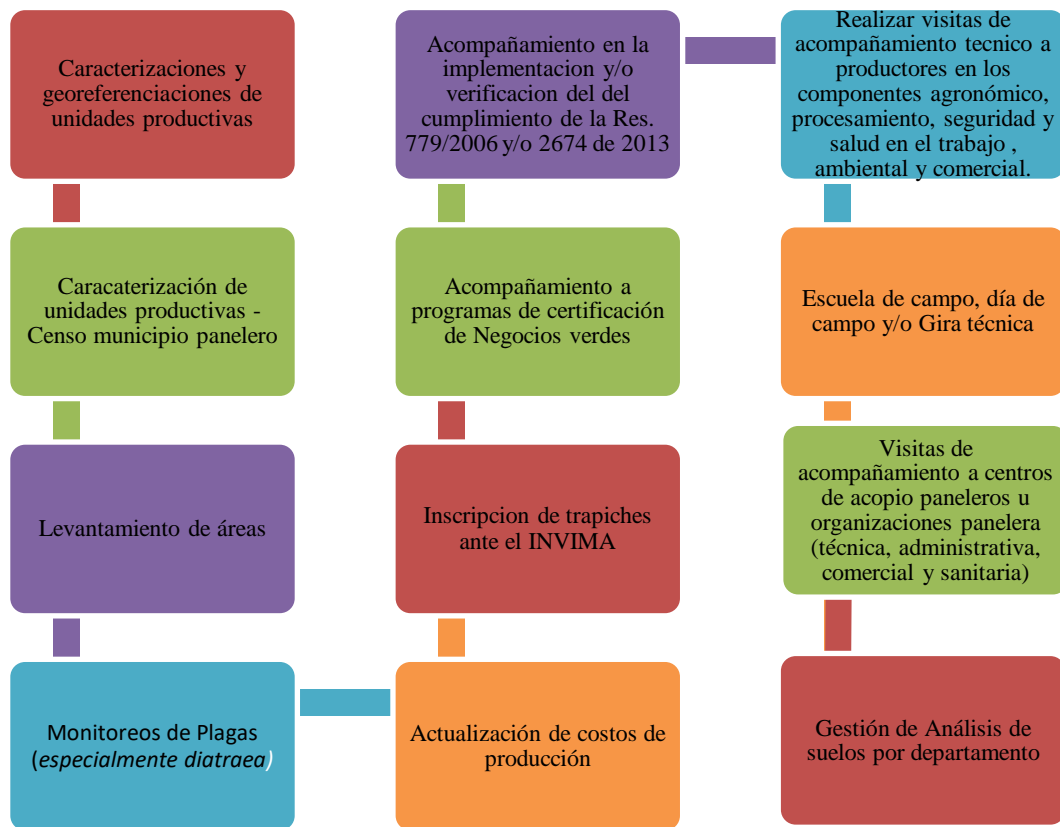 Caracterizaciones y
georeferenciaciones de
unidades productivas
Caracaterización de
unidades productivas -
Censo municipio panelero
Levantamiento de áreas
Monitoreos de Plagas
(especialmente diatraea)
Actualización de costos de
producción
Inscripcion de trapiches
ante el INVIMA
Acompañamiento a
programas de certificación
de Negocios verdes
Acompañamiento en la
implementacion y/o
verificacion del del
cumplimiento de la Res.
779/2006 y/o 2674 de 2013
Realizar visitas de
acompañamiento tecnico a
productores en los
componentes agronómico,
procesamiento, seguridad y
salud en el trabajo ,
ambiental y comercial.
Escuela de campo, día de
campo y/o Gira técnica
Visitas de
acompañamiento a centros
de acopio paneleros u
organizaciones panelera
(técnica, administrativa,
comercial y sanitaria)
Gestión de Análisis de
suelos por departamento